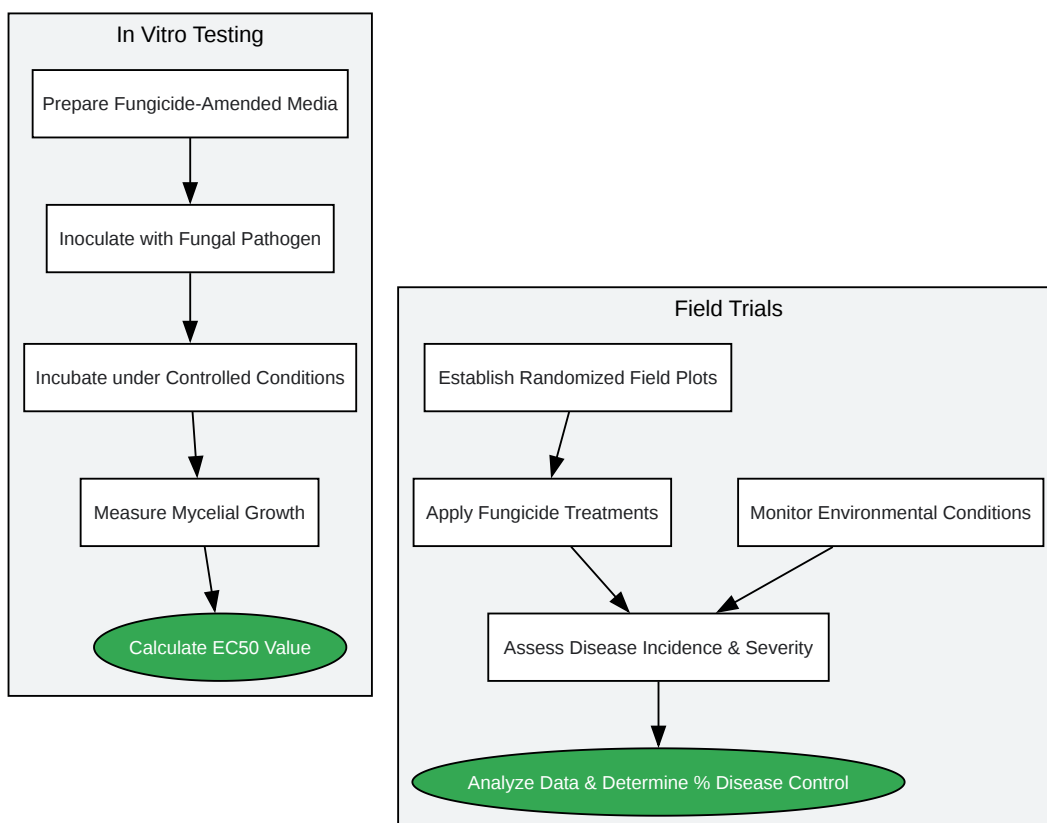 In Vitro Testing
Prepare Fungicide-Amended Media
Inoculate with Fungal Pathogen
Incubate under Controlled Conditions
Measure Mycelial Growth
Calculate EC50 Value
Field Trials
Establish Randomized Field Plots
Apply Fungicide Treatments
Monitor Environmental Conditions
Assess Disease Incidence & Severity
Analyze Data & Determine % Disease Control